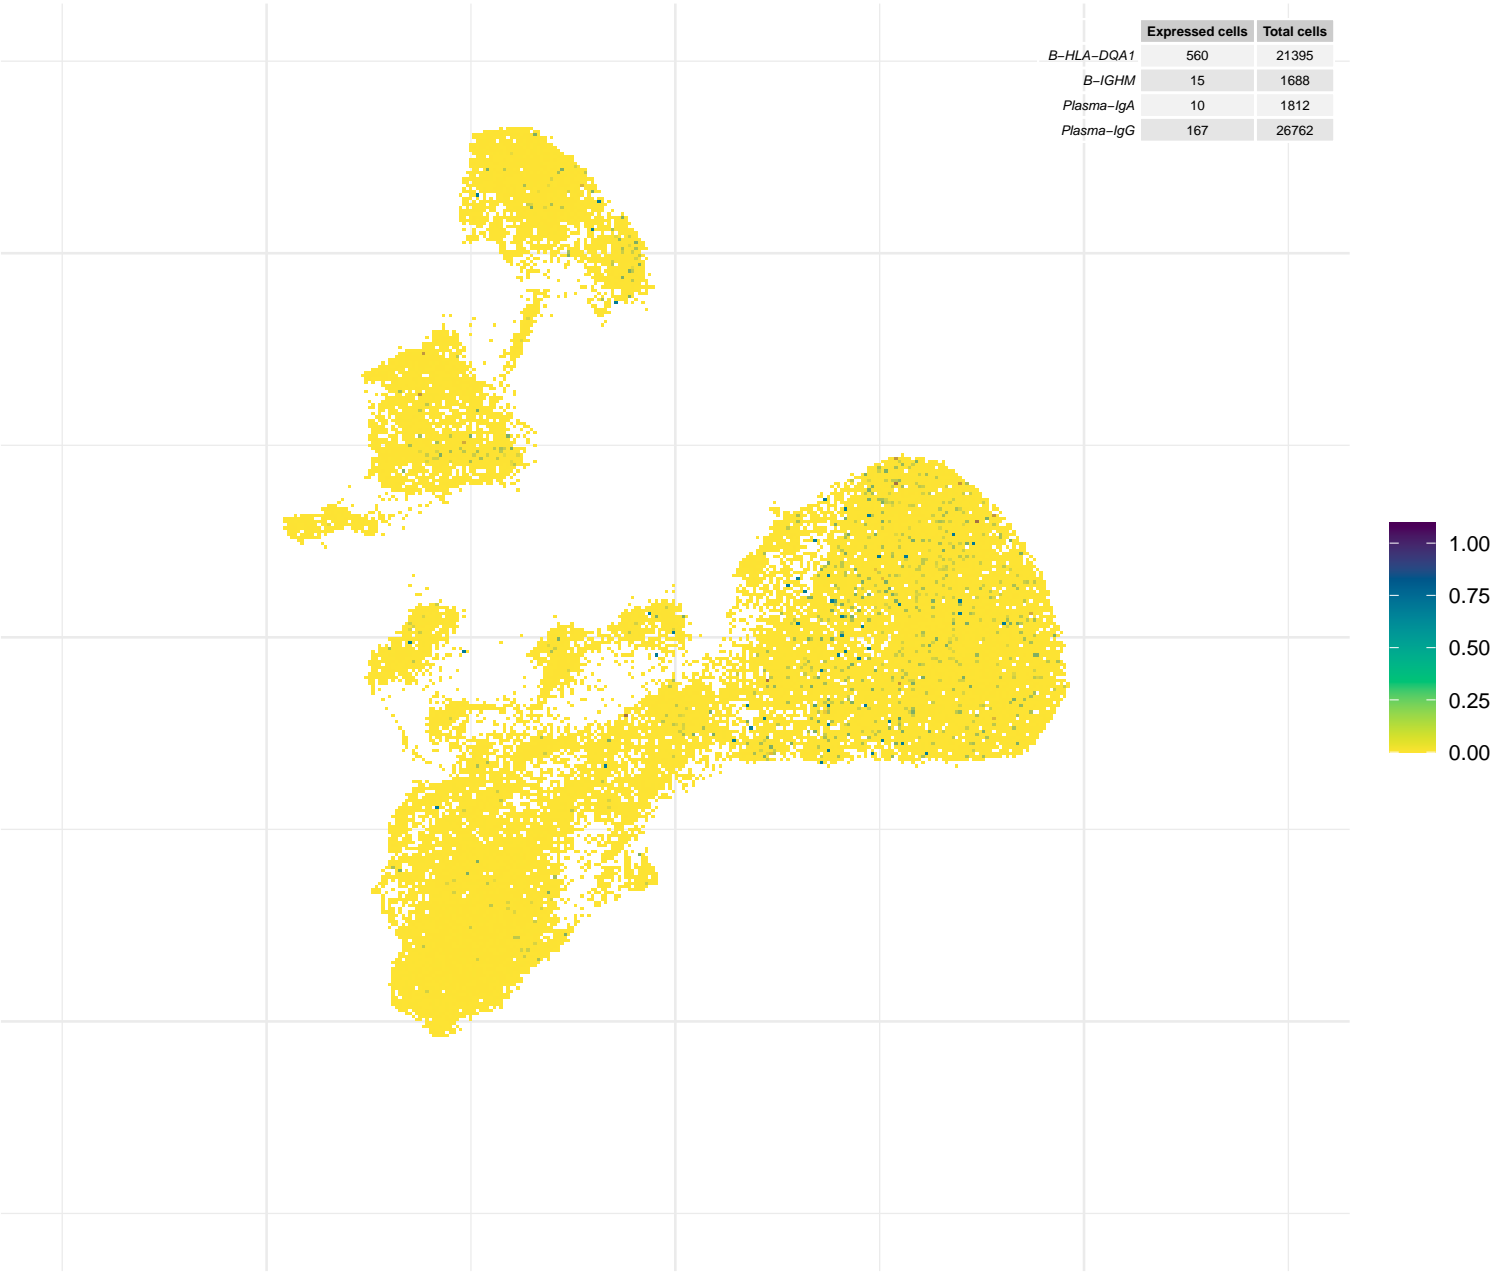 Expressed cells Total cells
B−HLA−DQA1 560 21395
B−IGHM 15 1688
Plasma−IgA 10 1812
Plasma−IgG 167 26762
1.00
0.75
0.50
0.25
0.00